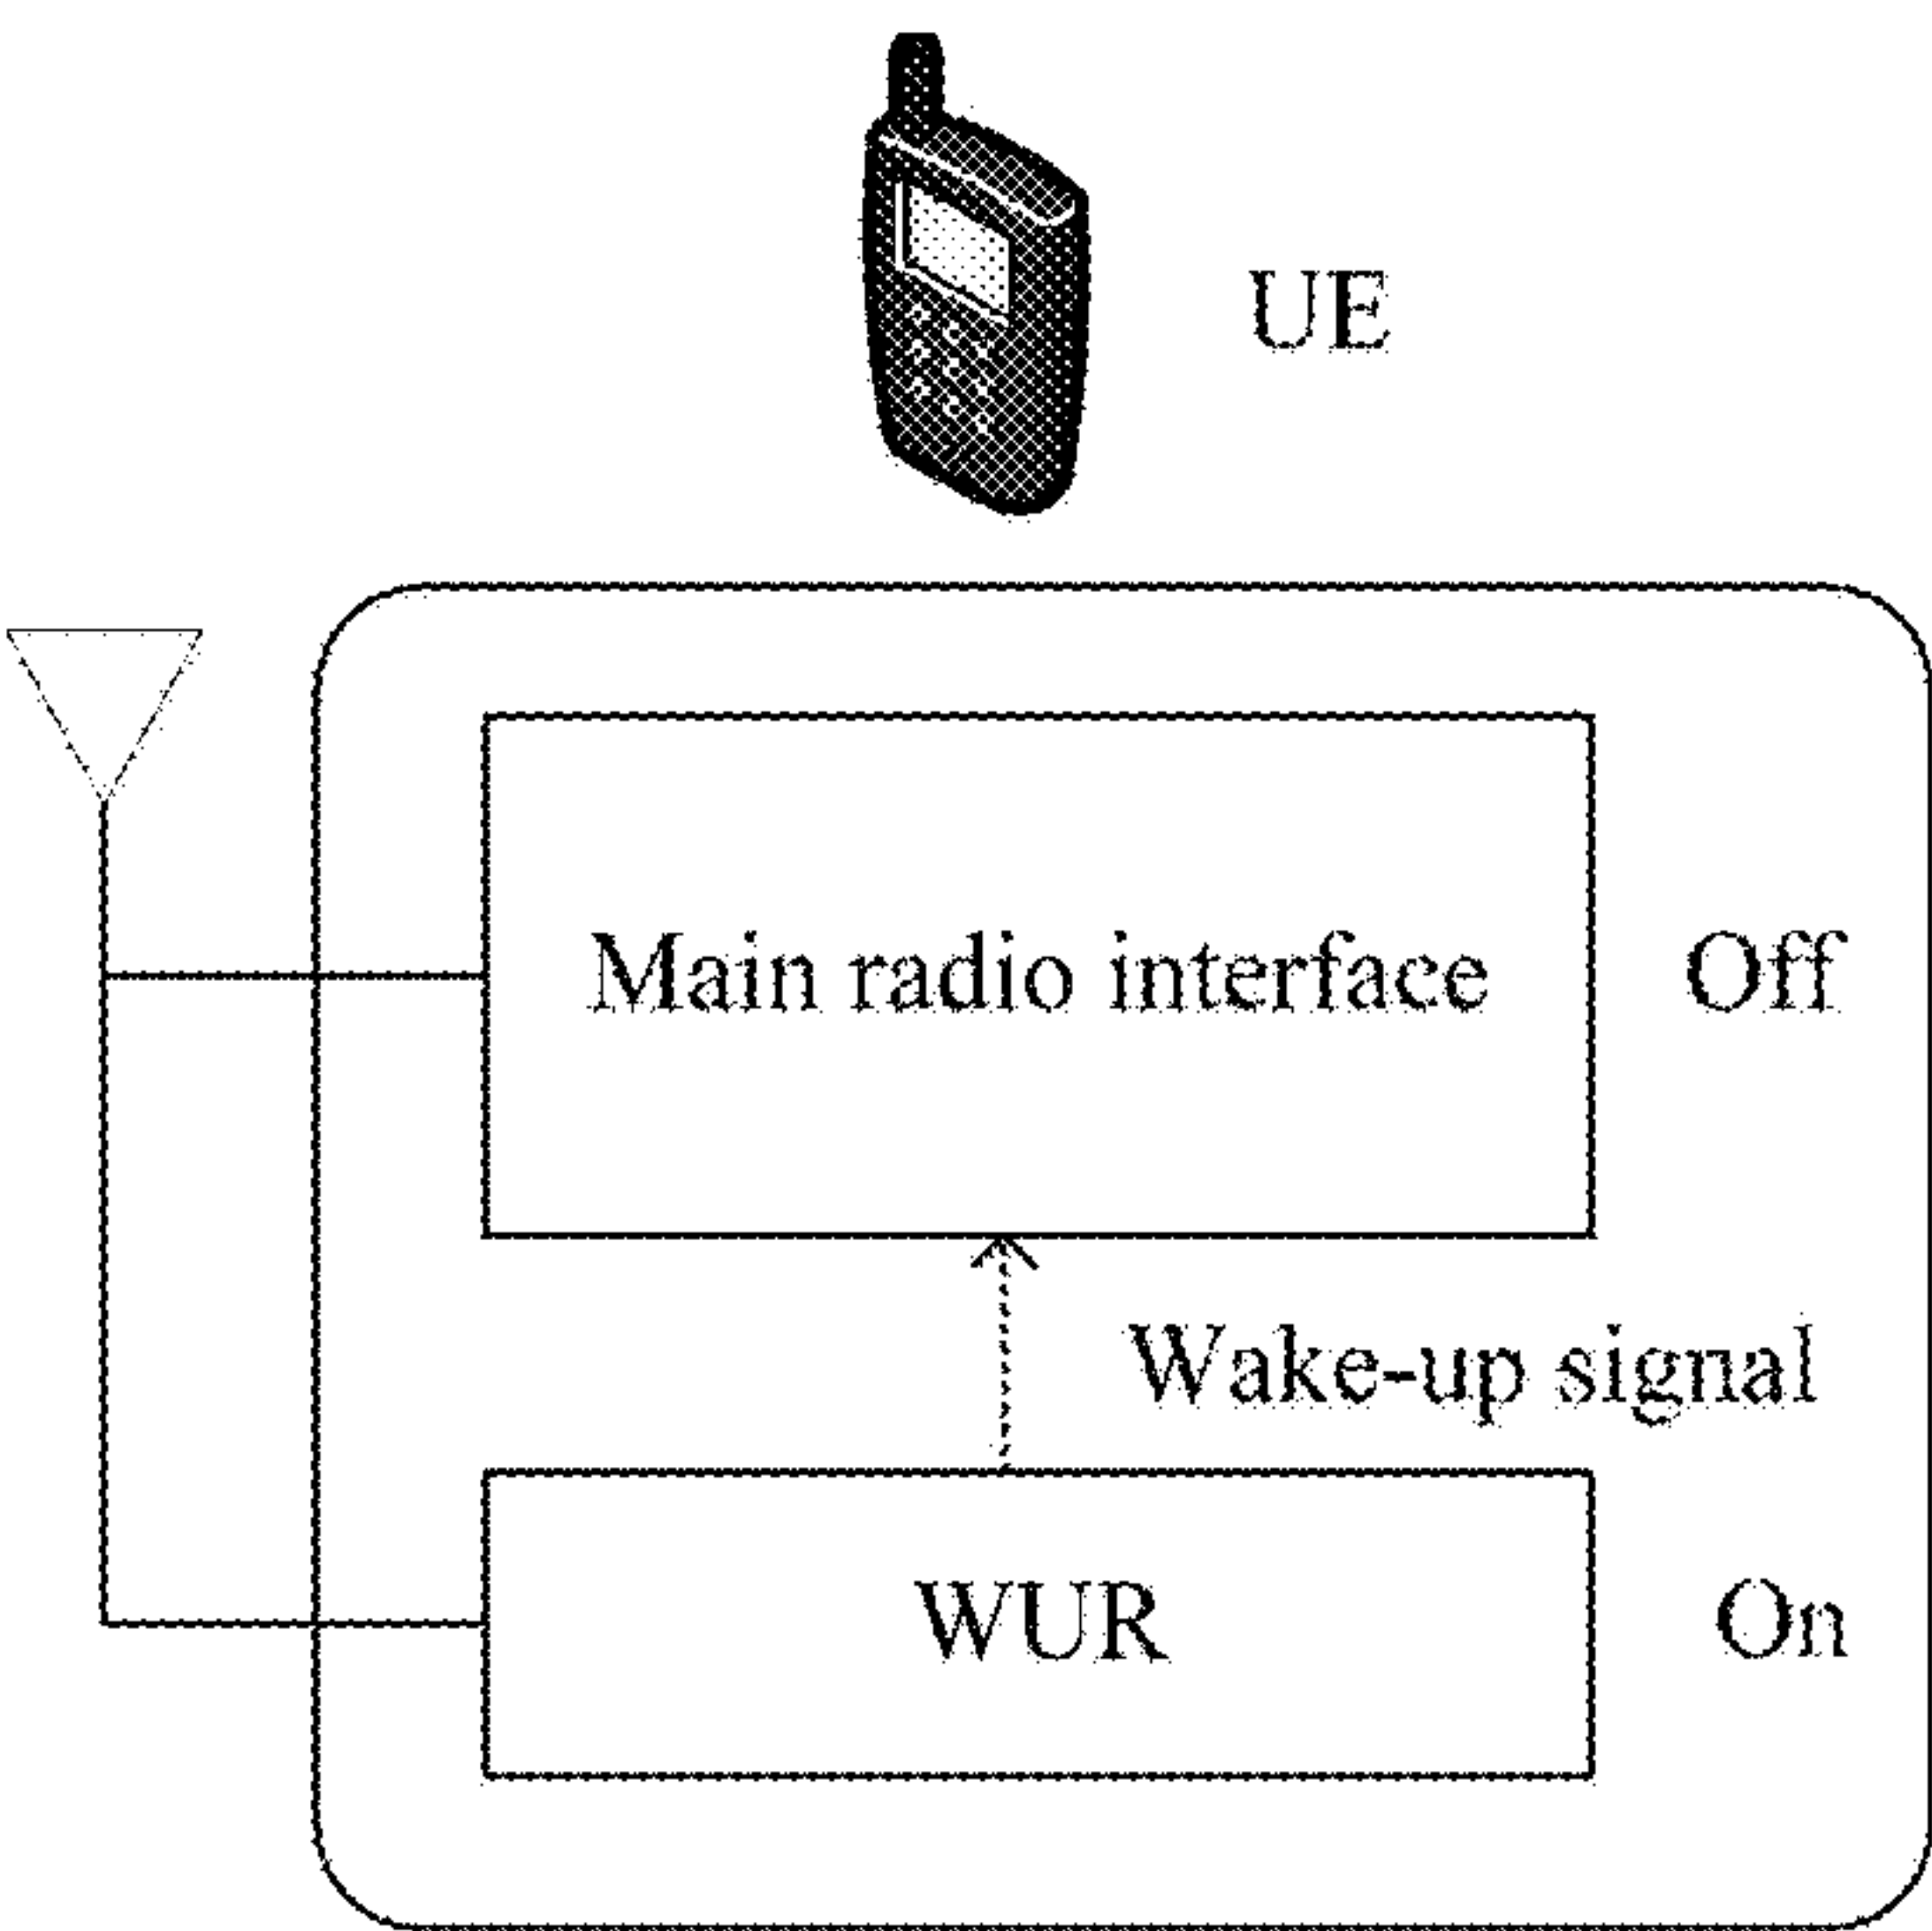 UE
Main radio interface
Off
Wake-up signal
WUR
On